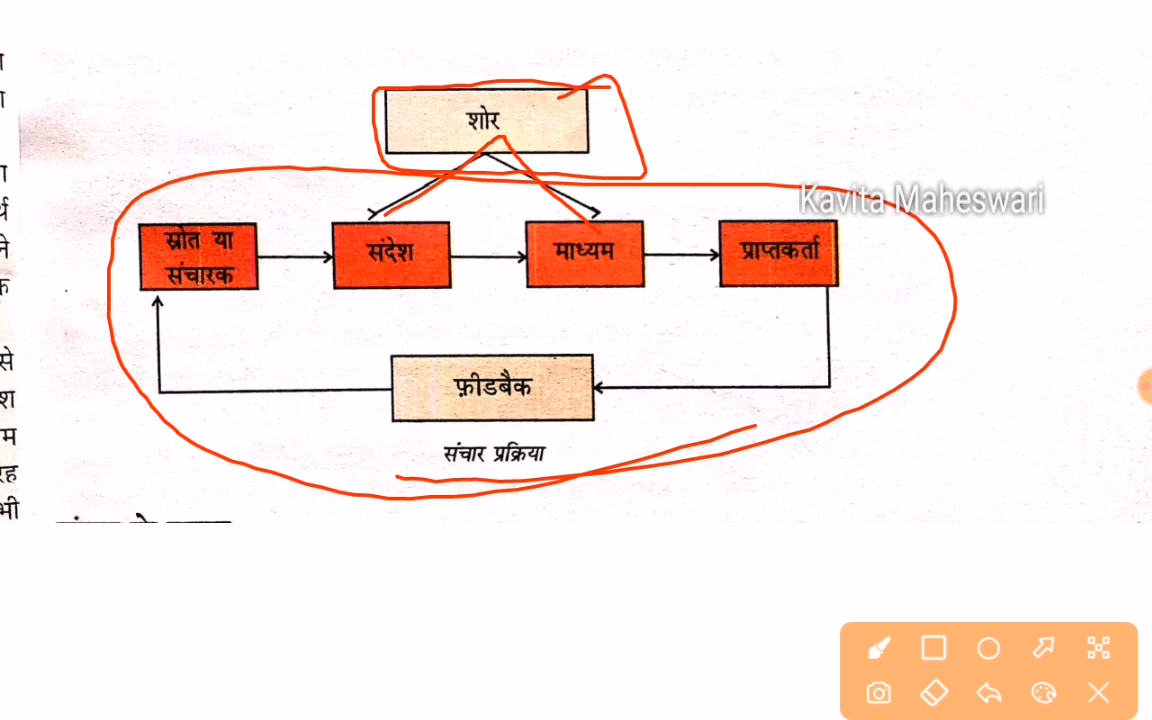 शोर
Kavita Maheswari
स्रोत या
संचारक
संदेश
माध्यम
प्राप्तकर्ता
फ़ीडबैक
संचार प्रक्रिया
से
भी